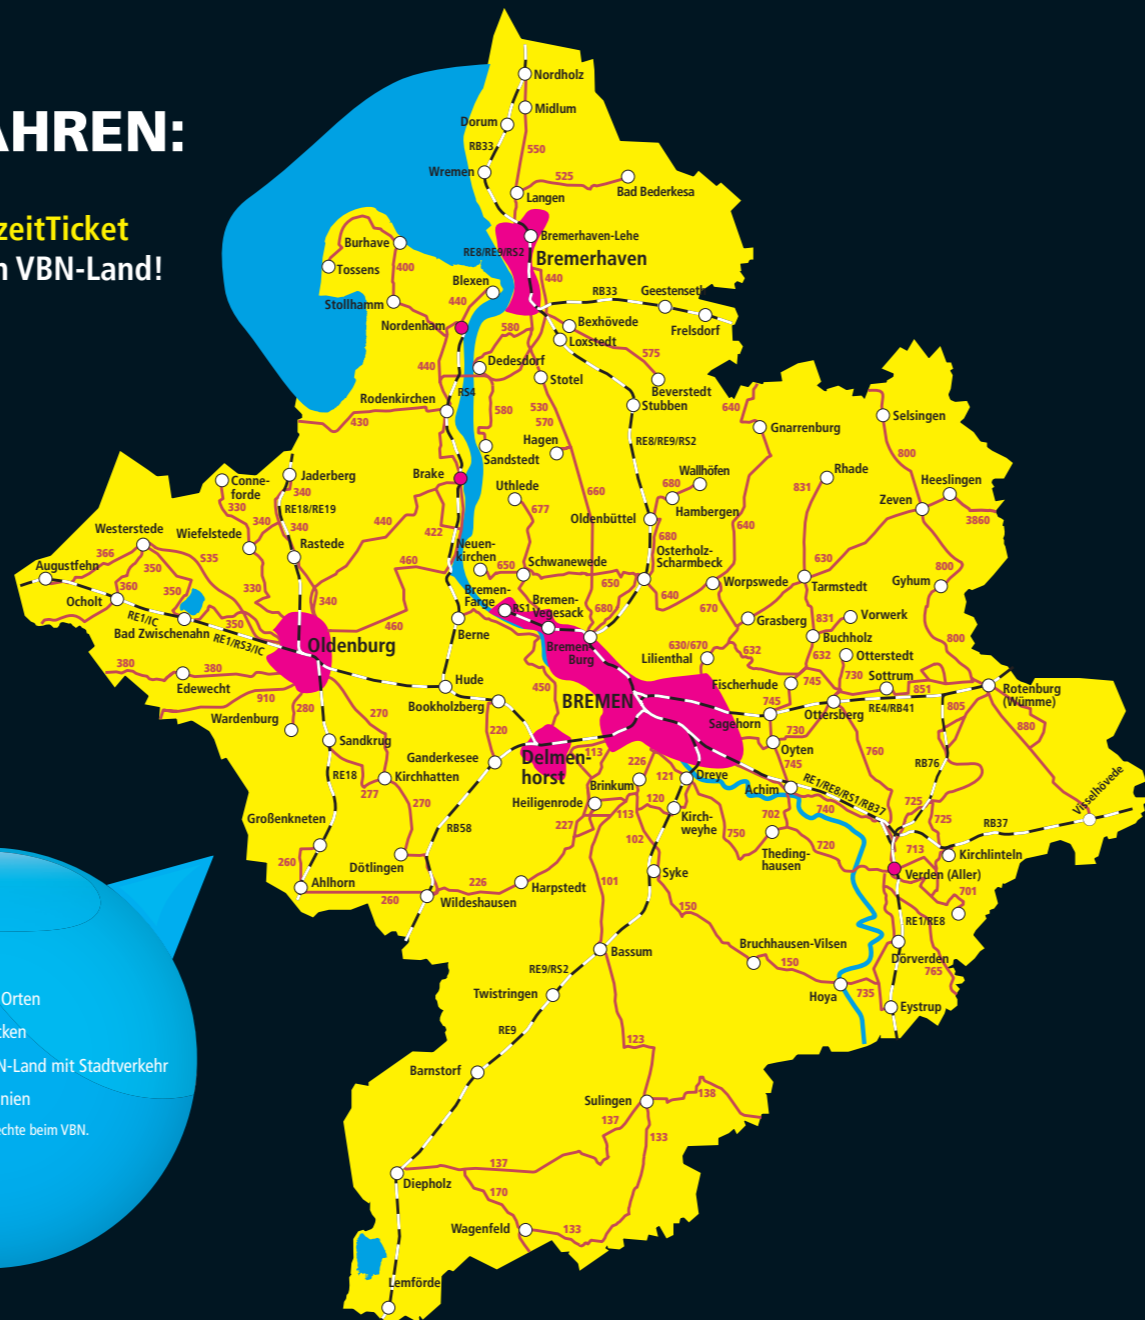 AHREN:
zeitTicket
n VBN-Land!
Nordholz
Midlum
Dorum
RB33
550
Wremen
525
Bad Bederkesa
Langen
Bremerhaven-Lehe
Burhave
RE8/RE9/RS2
Bremerhaven
Tossens
400
Blexen
440
RB33
Geestenseth
Stollhamm
440
Bexhövede
Frelsdorf
Nordenham
580
Loxstedt
575
440
Dedesdorf
Stotel
Beverstedt
RS4
Rodenkirchen
580
530
Stubben
640
Selsingen
430
570
Gnarrenburg
Hagen
RE8/RE9/RS2
800
Sandstedt
Conne-
forde
Jaderberg
Brake
Wallhöfen
Rhade
Heeslingen
330
340
Uthlede
660
680
831
Zeven
RE18/RE19
Hambergen
677
Oldenbüttel
3860
Westerstede
Wiefelstede
340
340
440
422
640
535
Rastede
680
366
350
Neuen-
kirchen
Osterholz-
Scharmbeck
630
800
Augustfehn
460
650
Schwanewede
650
Worpswede
Tarmstedt
Gyhum
360
350
330
340
Bremen-
Farge
RS1
Bremen-
Vegesack
680
640
670
Ocholt
RE1/IC
Bad Zwischenahn
350
RE1/RS3/IC
460
Berne
Grasberg
831
Vorwerk
800
Oldenburg
Bremen-
Burg
630/670
632
Buchholz
Lilienthal
632
Otterstedt
380
380
Edewecht
Hude
450
BREMEN
Fischerhude
745
730
Sottrum
851
Rotenburg
(Wümme)
910
280
270
Bookholzberg
Sagehorn
745
Ottersberg
RE4/RB41
805
Wardenburg
220
730
880
Sandkrug
Ganderkesee
Delmen-
horst
113
226
Oyten
760
RB76
RE18
Kirchhatten
Brinkum
121
Dreye
745
Achim
RE1/RE8/RS1/RB37
277
270
Heiligenrode
120
113
Kirch-
weyhe
702
740
725
725
Visselhövede
Großenkneten
RB58
227
102
750
Theding-
hausen
720
RB37
713
Kirchlinteln
260
Dötlingen
Verden (Aller)
Ahlhorn
226
Harpstedt
101
Syke
701
260
Wildeshausen
150
RE1/RE8
Bruchhausen-Vilsen
Bassum
150
Dörverden
RE9/RS2
765
Twistringen
Hoya
735
Eystrup
Orten
RE9
cken
123
N-Land mit Stadtverkehr
Barnstorf
nien
Sulingen
138
137
echte beim VBN.
133
137
Diepholz
170
Wagenfeld
133
Lemförde